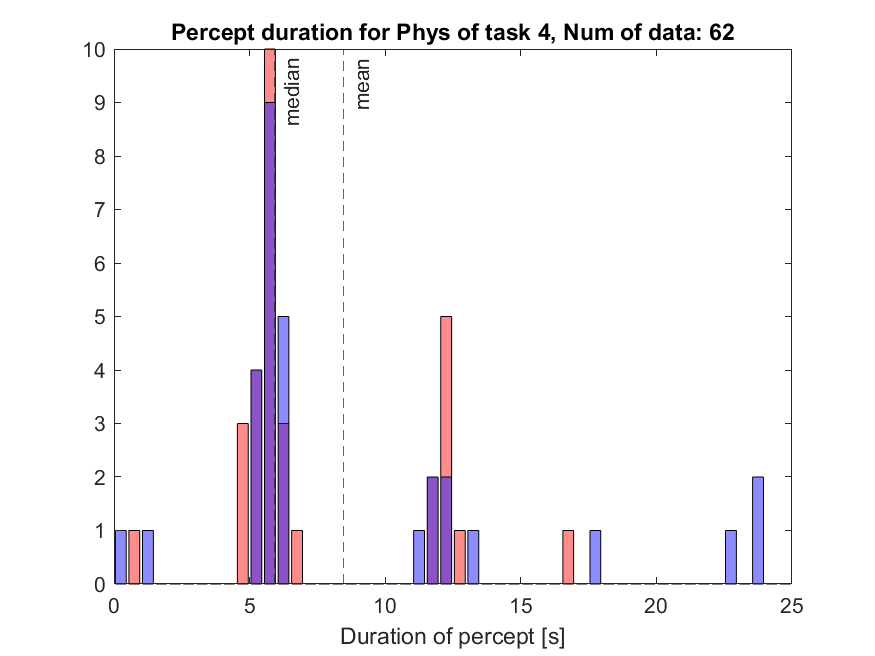 Percept duration for Phys of task 4, Num of data: 62
10
9
8
7
6
5
4
3
2
1
0
median
mean
0 5 10 15 20 25
Duration of percept [s]